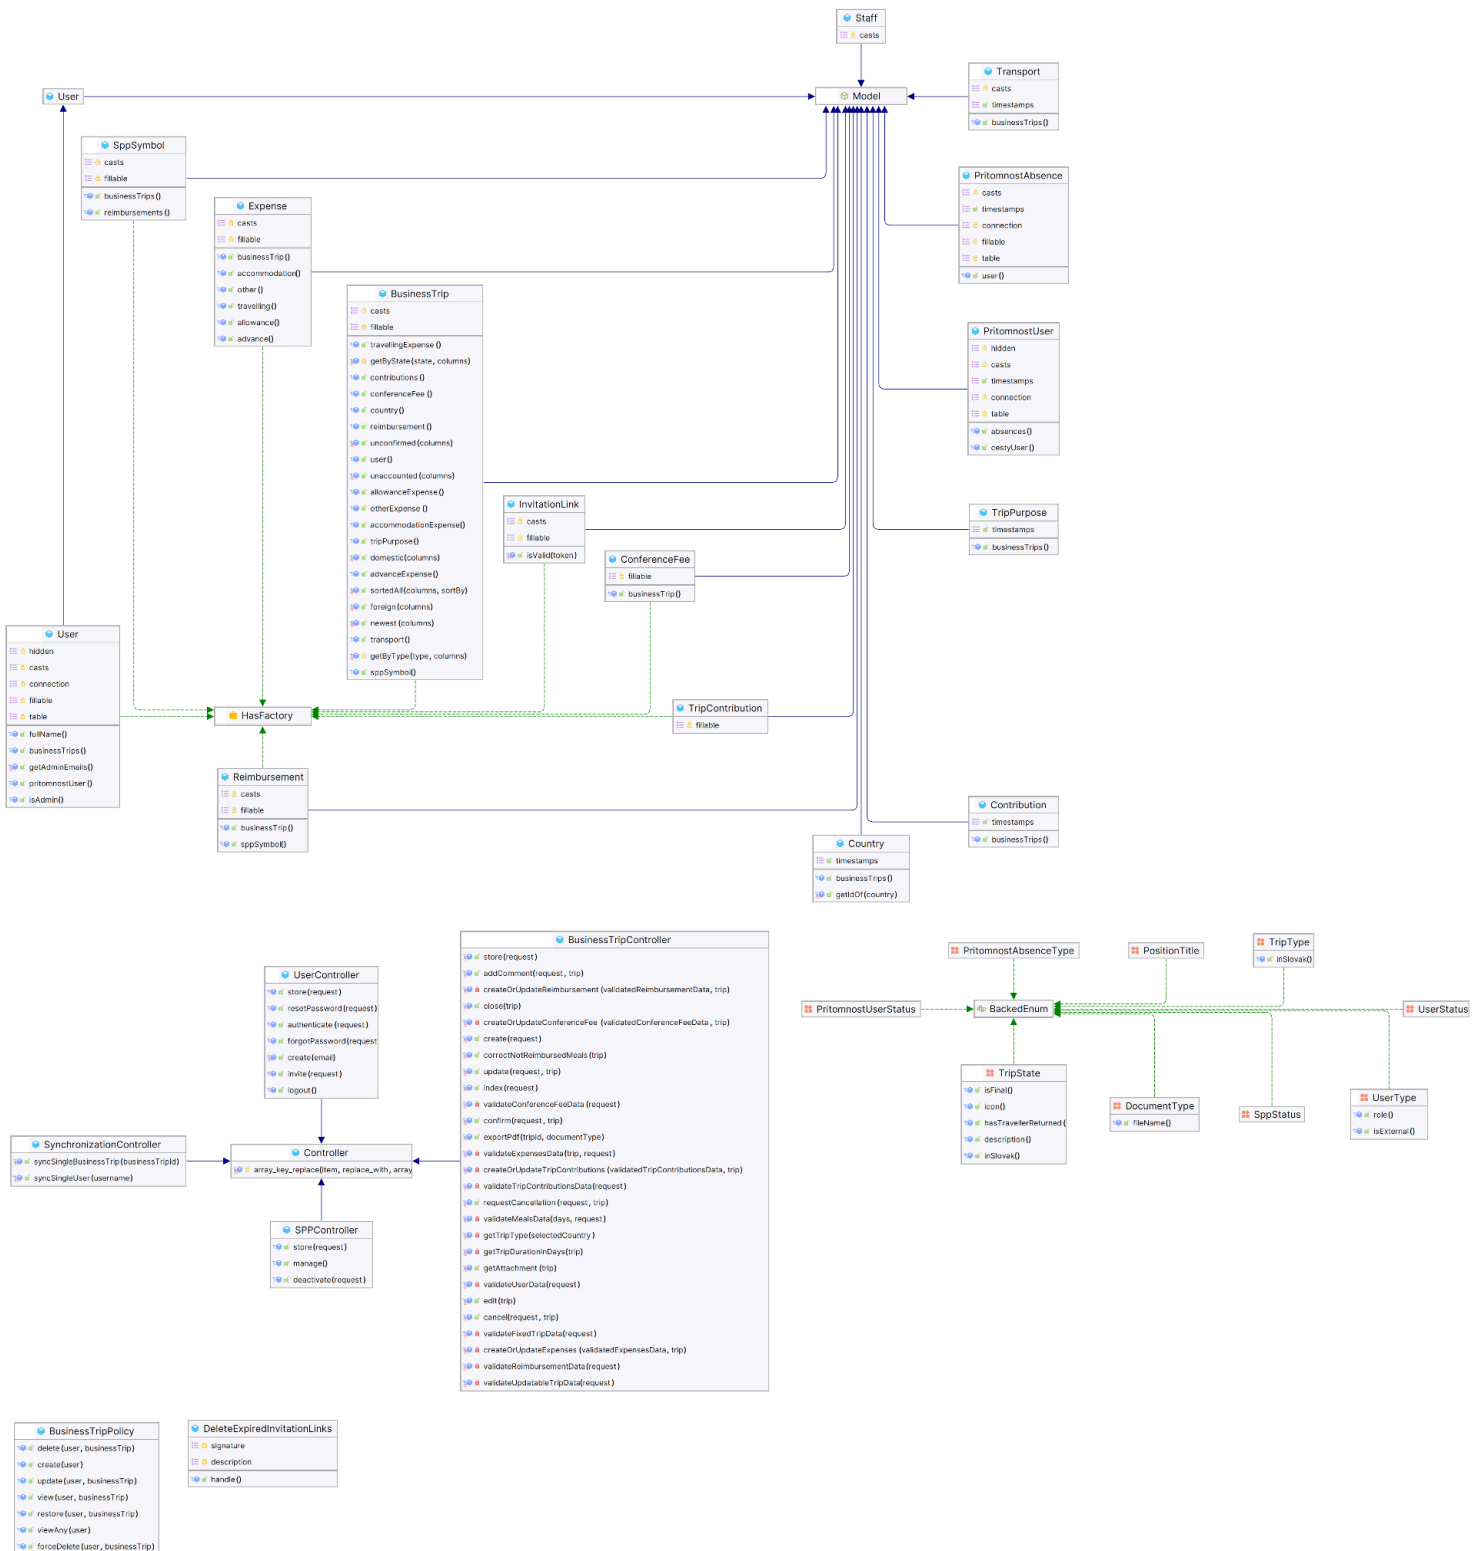 Staff
casts
Model
Transport
casts
timestamps
businessTrips()
User
SppSymbol
casts
fillable
businessTrips()
reimbursements()
PritomnostAbsence
casts
timestamps
connection
fillable
table
user()
Expense
casts
fillable
businessTrip()
accommodation()
other()
travelling()
allowance()
advance()
BusinessTrip
casts
fillable
travellingExpense()
getByState(state, columns)
contributions()
conferenceFee()
country()
reimbursement()
unconfirmed(columns)
user()
unaccounted(columns)
allowanceExpense()
otherExpense()
accommodationExpense()
tripPurpose()
domestic(columns)
advanceExpense()
sortedAll(columns, sortBy)
foreign(columns)
newest(columns)
transport()
getByType(type, columns)
sppSymbol()
PritomnostUser
hidden
casts
timestamps
connection
table
absences()
cestyUser()
InvitationLink
casts
fillable
isValid(token)
TripPurpose
timestamps
businessTrips()
ConferenceFee
fillable
businessTrip()
User
hidden
casts
connection
fillable
table
fullName()
businessTrips()
getAdminEmails()
pritomnostUser()
isAdmin()
HasFactory
TripContribution
fillable
Reimbursement
casts
fillable
businessTrip()
sppSymbol()
Contribution
timestamps
businessTrips()
Country
timestamps
businessTrips()
getIdOf(country)
BusinessTripController
store(request)
addComment(request, trip)
createOrUpdateReimbursement(validatedReimbursementData, trip)
close(trip)
createOrUpdateConferenceFee(validatedConferenceFeeData, trip)
create(request)
correctNotReimbursedMeals(trip)
update(request, trip)
index(request)
validateConferenceFeeData(request)
confirm(request, trip)
exportPdf(tripId, documentType)
validateExpensesData(trip, request)
createOrUpdateTripContributions(validatedTripContributionsData, trip)
validateTripContributionsData(request)
requestCancellation(request, trip)
validateMealsData(days, request)
getTripType(selectedCountry)
getTripDurationInDays(trip)
getAttachment(trip)
validateUserData(request)
edit(trip)
cancel(request, trip)
validateFixedTripData(request)
createOrUpdateExpenses(validatedExpensesData, trip)
validateReimbursementData(request)
validateUpdatableTripData(request)
UserController
store(request)
resetPassword(request)
authenticate(request)
forgotPassword(request
create(email)
invite(request)
logout()
SynchronizationController
syncSingleBusinessTrip(businessTripId)
syncSingleUser(username)
Controller
array_key_replace(item, replace_with, array
SPPController
store(request)
manage()
deactivate(request)
PritomnostAbsenceType
PositionTitle
TripType
inSlovak()
PritomnostUserStatus
BackedEnum
UserStatus
TripState
isFinal()
icon()
hasTravellerReturned(
description()
inSlovak()
DocumentType
fileName()
SppStatus
UserType
role()
isExternal()
BusinessTripPolicy
delete(user, businessTrip)
create(user)
update(user, businessTrip)
view(user, businessTrip)
restore(user, businessTrip)
viewAny(user)
forceDelete(user, businessTrip)
DeleteExpiredInvitationLinks
signature
description
handle()